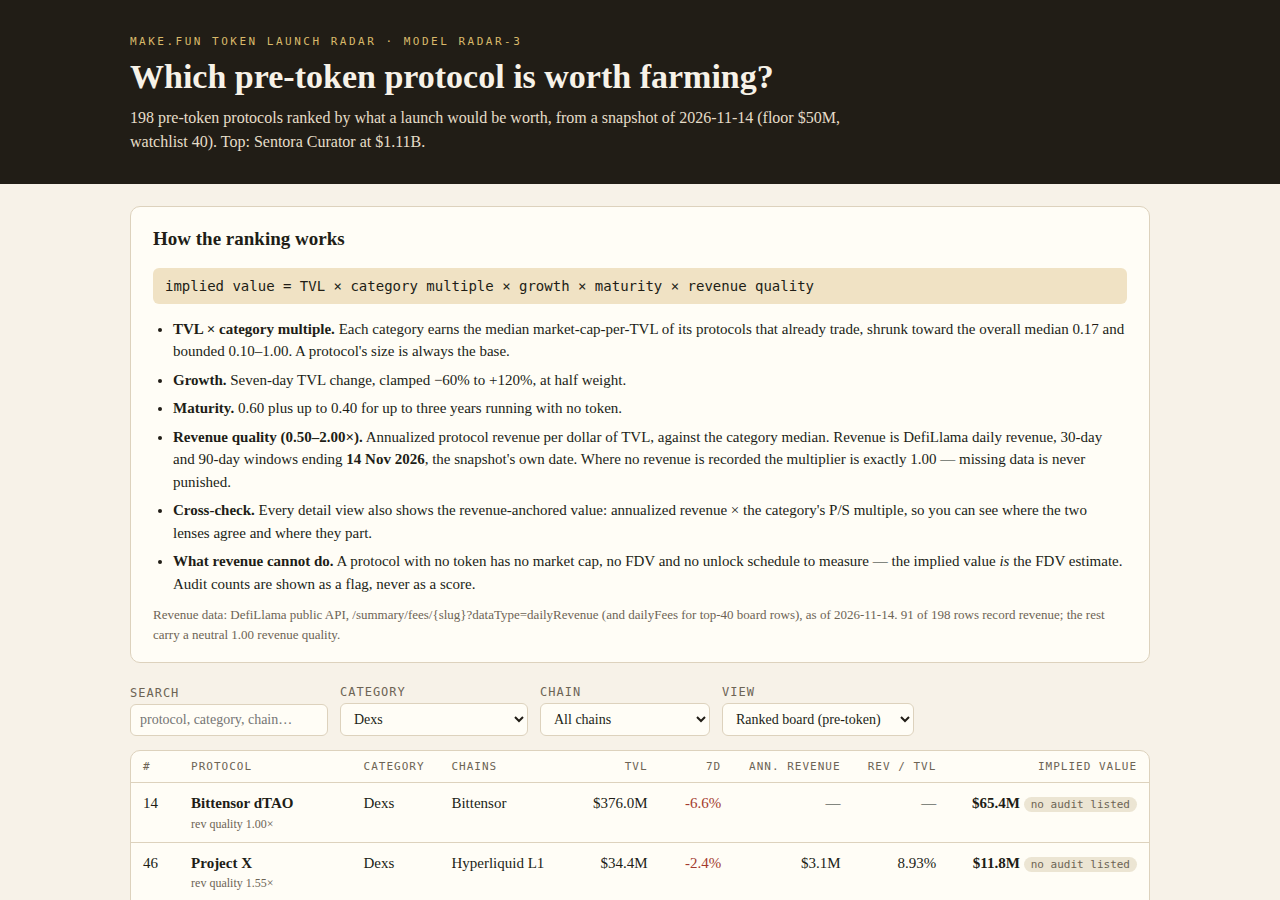 MAKE.FUN TOKEN LAUNCH RADAR · MODEL RADAR-3
Which pre-token protocol is worth farming?
198 pre-token protocols ranked by what a launch would be worth, from a snapshot of 2026-11-14 (floor $50M,
watchlist 40). Top: Sentora Curator at $1.11B.
How the ranking works
implied value = TVL × category multiple × growth × maturity × revenue quality
• TVL × category multiple. Each category earns the median market-cap-per-TVL of its protocols that already trade, shrunk toward the overall median 0.17 and
bounded 0.10–1.00. A protocol's size is always the base.
• Growth. Seven-day TVL change, clamped −60% to +120%, at half weight.
• Maturity. 0.60 plus up to 0.40 for up to three years running with no token.
• Revenue quality (0.50–2.00×). Annualized protocol revenue per dollar of TVL, against the category median. Revenue is DefiLlama daily revenue, 30-day
and 90-day windows ending 14 Nov 2026, the snapshot's own date. Where no revenue is recorded the multiplier is exactly 1.00 — missing data is never
punished.
• Cross-check. Every detail view also shows the revenue-anchored value: annualized revenue × the category's P/S multiple, so you can see where the two
lenses agree and where they part.
• What revenue cannot do. A protocol with no token has no market cap, no FDV and no unlock schedule to measure — the implied value is the FDV estimate.
Audit counts are shown as a flag, never as a score.
Revenue data: DefiLlama public API, /summary/fees/{slug}?dataType=dailyRevenue (and dailyFees for top-40 board rows), as of 2026-11-14. 91 of 198 rows record revenue; the rest
carry a neutral 1.00 revenue quality.
SEARCH CATEGORY CHAIN VIEW
protocol, category, chain… Dexs All chains Ranked board (pre-token)
# PROTOCOL CATEGORY CHAINS TVL 7D ANN. REVENUE REV / TVL IMPLIED VALUE
14 Bittensor dTAO Dexs Bittensor $376.0M -6.6% — — $65.4M no audit listed
rev quality 1.00×
46 Project X Dexs Hyperliquid L1 $34.4M -2.4% $3.1M 8.93% $11.8M no audit listed
rev quality 1.55×